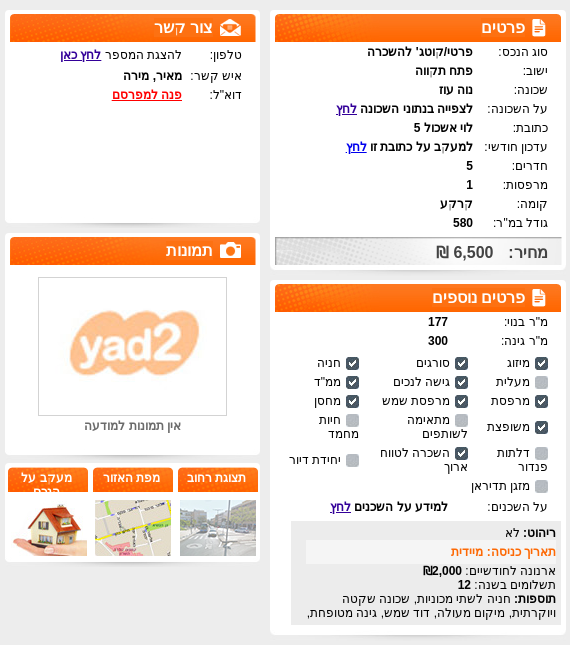 פרטים
סוג הנכס: פרטי/קוטג' להשכרה
ישוב: פתח תקווה
שכונה: נוה עוז
על השכונה: לצפייה בנתוני השכונה לחץ
כתובת: לוי אשכול 5
עדכון חודשי: למעקב על כתובת זו לחץ
חדרים: 5
מרפסות: 1
קומה: קרקע
גודל במ"ר: 580
מחיר: 6,500 ₪
פרטים נוספים
מ"ר בנוי: 177
מ"ר גינה: 300
מיזוג סורגים חניה
מעלית גישה לנכים ממ"ד
מרפסת מרפסת שמש מחסן
משופצת מתאימה לשותפים חיות מחמד
דלתות פנדור השכרה לטווח ארוך יחידת דיור
מזגן תדיראן
על השכנים: למידע על השכנים לחץ
ריהוט: לא
תאריך כניסה: מיידית
ארנונה לחודשיים: 2,000₪
תשלומים בשנה: 12
תוספות: חניה לשתי מכוניות, שכונה שקטה
ויוקרתית, מיקום מעולה, דוד שמש, גינה מטופחת,
צור קשר
טלפון: להצגת המספר לחץ כאן
איש קשר: מאיר, מירה
דוא"ל: פנה למפרסם
תמונות
yad2
אין תמונות למודעה
תצוגת רחוב
מפת האזור
מעקב על
הנכס